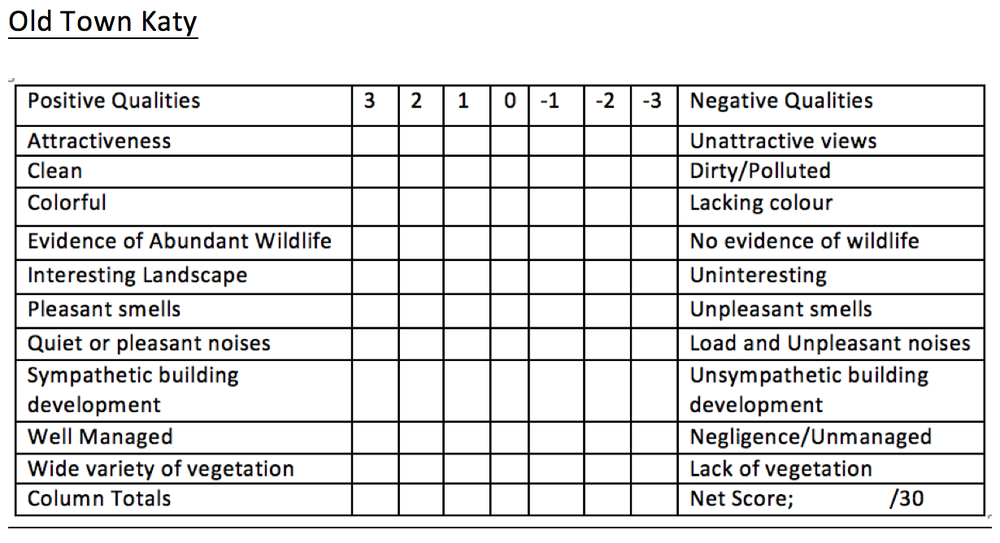 Old Town Katy
Positive Qualities 3 2 1 0 -1 -2 -3 Negative Qualities
Attractiveness Unattractive views
Clean Dirty/Polluted
Colorful Lacking colour
Evidence of Abundant Wildlife No evidence of wildlife
Interesting Landscape Uninteresting
Pleasant smells Unpleasant smells
Quiet or pleasant noises Load and Unpleasant noises
Sympathetic building Unsympathetic building
development development
Well Managed Negligence/Unmanaged
Wide variety of vegetation Lack of vegetation
Column Totals Net Score; /30